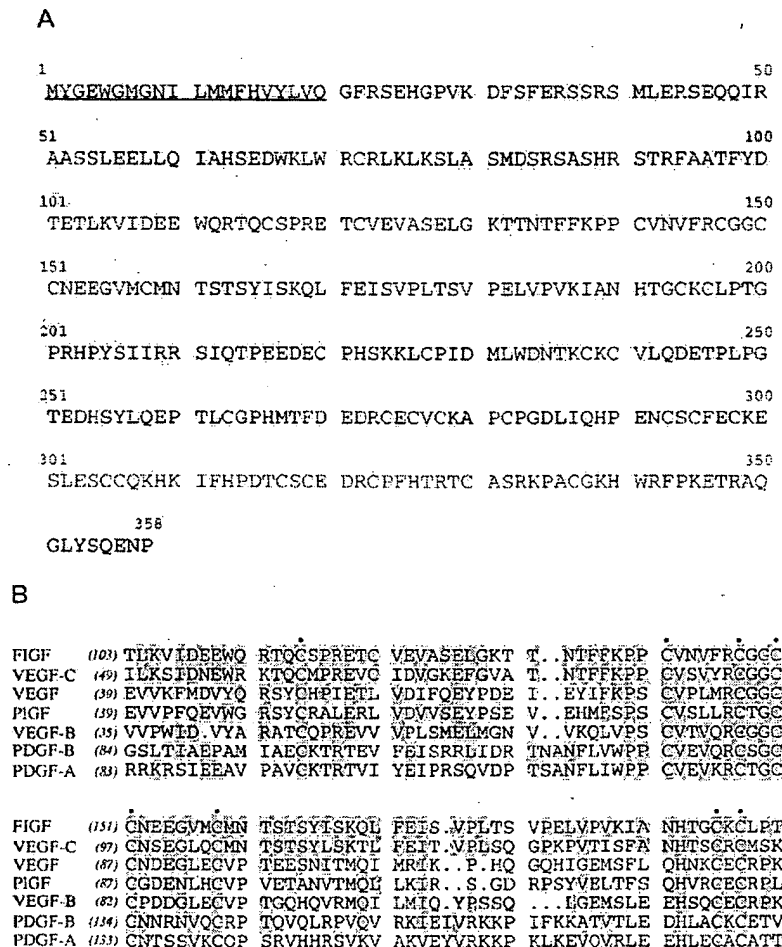 A
1 50
MYGEWGMGNI LMMFHVYLVQ GFRSEHGPVK DFSFERSSRS MLERSEQQIR
51 100
AASSLEELLQ IAHSEDWKLW RCRLKLKSLA SMDSRSASHR STRFAATFYD
101 150
TETLKVIDEE WQRTQCSPRE TCVEVASELG KTTNTFFKPP CVNVFRCGGC
151 200
CNEEGVMCMN TSTSYISKQL FEISVPLTSV PELVPVKIAN HTGCKCLPTG
201 250
PRHPYSIIRR SIQTPEEDEC PHSKKLCPID MLWDNTKCKC VLQDETPLPG
251 300
TEDHSYLQEP TLCGPHMTFD EDRCECVCKA PCPGDLIQHP ENCSCFECKE
301 350
SLESCCQKHK IFHPDTCSCE DRCPFHTRTC ASRKPACGKH WRFPKETRAQ
358
GLYSQENP
B
FIGF (103) TLKVIDEEWQ RTQCSPRETC VEVASELGKT T..NTFFKPP CVNVFRCGGC
VEGF-C (49) ILKSIDNEWR KTQCMPREVC IDVGKEFGVA T..NTFFKPP CVSVYRCGGC
VEGF (39) EVVKFMDVYQ RSYCHPIETL VDIFQEYPDE I..EYIFKPS CVPLMRCGGC
PlGF (39) EVVPFQEVWG RSYCRALERL VDVVSEYPSE V..EHMFSPS CVSLLRCTGC
VEGF-B (35) VVPWID.VYA RATCQPREVV VPLSMELMGN V..VKQLVPS CVTVQRCGGC
PDGF-B (84) GSLTIAEPAM IAECKTRTEV FEISRRLIDR TNANFLVWPP CVEVQRCSGC
PDGF-A (83) RRKRSIEEAV PAVCKTRTVI YEIPRSQVDP TSANFLIWPP CVEVKRCTGC
FIGF (151) CNEEGVMCMN TSTSYISKQL FEIS.VPLTS VPELVPVKIA NHTGCKCLPT
VEGF-C (97) CNSEGLQCMN TSTSYLSKTL FEIT.VPLSQ GPKPVTISFA NHTSCRCMSK
VEGF (87) CNDEGLECVP TEESNITMQI MRIK..P.HQ GQHIGEMSFL QHNKCECRPK
PlGF (87) CGDENLHCVP VETANVTMQL LKIR..S.GD RPSYVELTFS QHVRCECRPL
VEGF-B (82) CPDDGLECVP TGQHQVRMQI LMIQ.YPSSQ ..LGEMSLE EHSQCECRPK
PDGF-B (134) CNNRNVQCRP TQVQLRPVQV RKIEIVRKKP IFKKATVTLE DHLACKCETV
PDGF-A (133) CNTSSVKCQP SRVHHRSVKV AKVEYVRKKP KLKEVQVRLE EHLECACATT